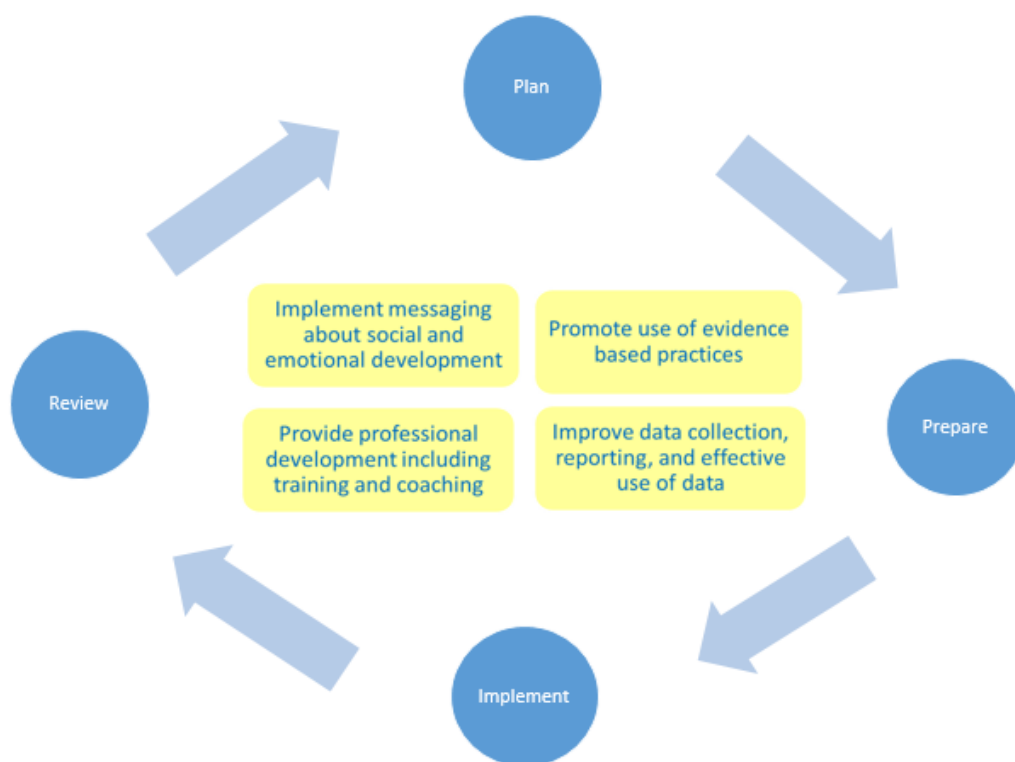 Plan
Implement messaging
about social and
emotional development
Promote use of evidence
based practices
Review
Prepare
Provide professional
development including
training and coaching
Improve data collection,
reporting, and effective
use of data
Implement